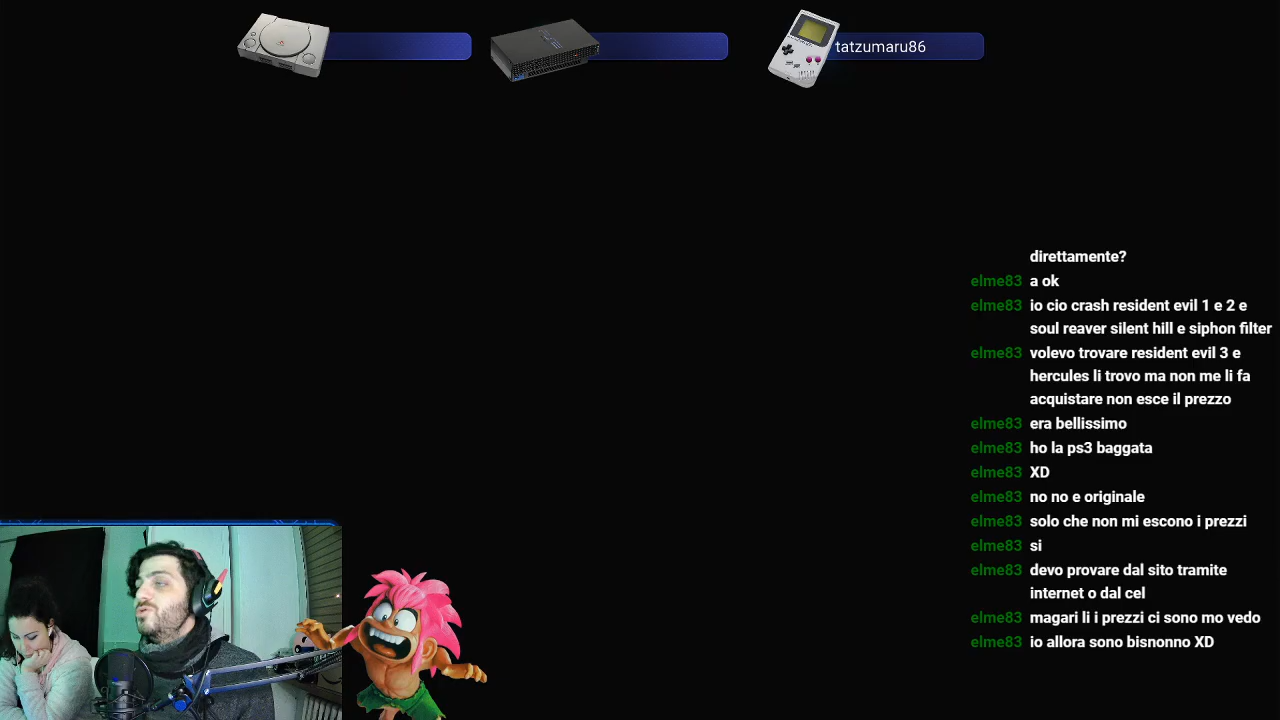 tatzumaru86
direttamente?
elme83 a ok
elme83 io cio crash resident evil 1 e 2 e
soul reaver silent hill e siphon filter
elme83 volevo trovare resident evil 3 e
hercules li trovo ma non me li fa
acquistare non esce il prezzo
elme83 era bellissimo
elme83 ho la ps3 baggata
elme83 XD
elme83 no no e originale
elme83 solo che non mi escono i prezzi
elme83 si
elme83 devo provare dal sito tramite
internet o dal cel
elme83 magari li i prezzi ci sono mo vedo
elme83 io allora sono bisnonno XD